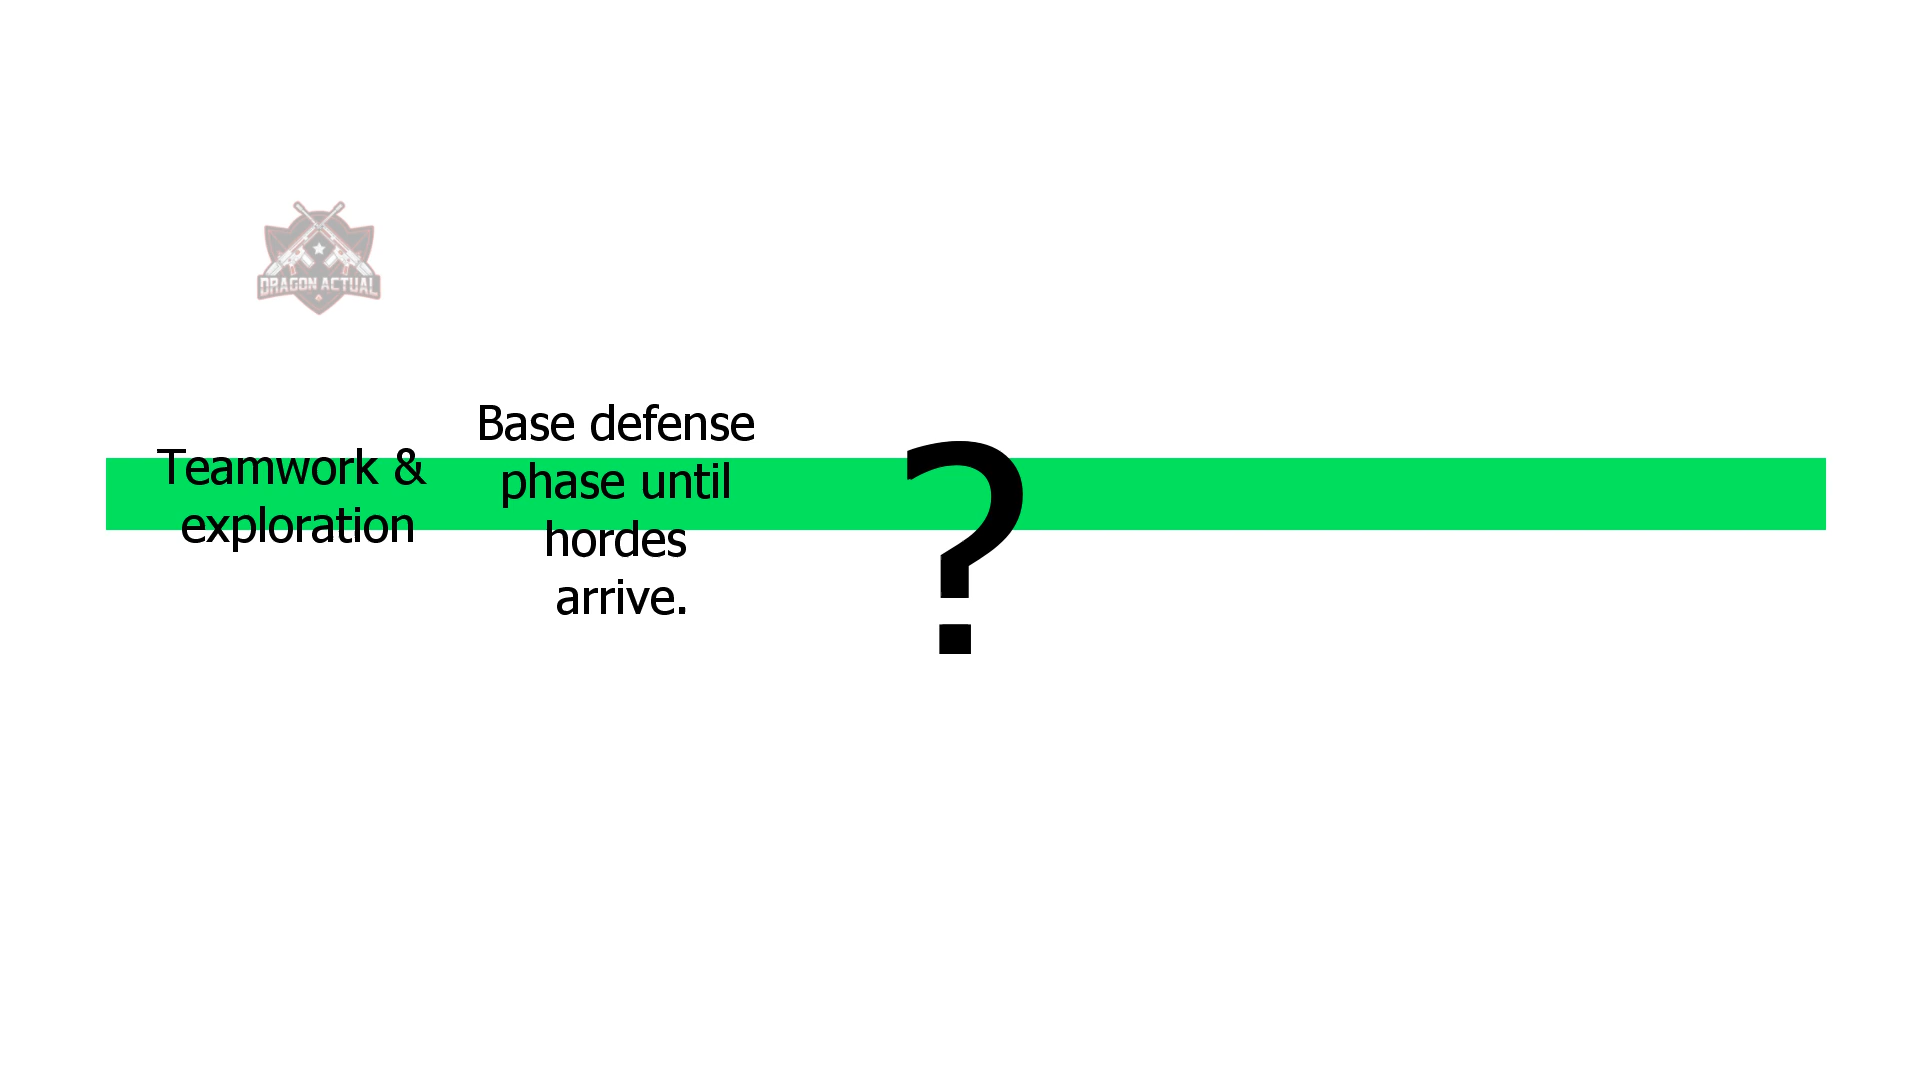 DRAGON ACTUAL
Teamwork &
exploration
Base defense
phase until
hordes
arrive.
?